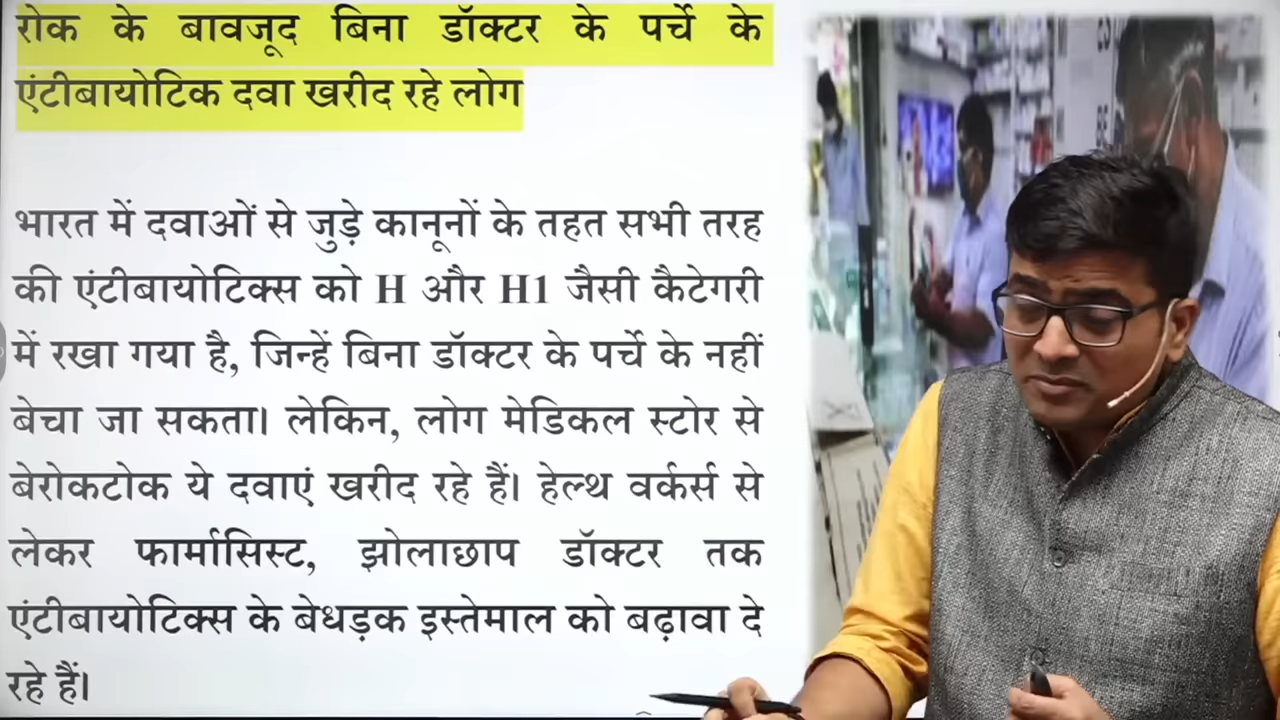 रोक के बावजूद बिना डॉक्टर के पर्चे के
एंटीबायोटिक दवा खरीद रहे लोग
भारत में दवाओं से जुड़े कानूनों के तहत सभी तरह
की एंटीबायोटिक्स को H और H1 जैसी कैटेगरी
में रखा गया है, जिन्हें बिना डॉक्टर के पर्चे के नहीं
बेचा जा सकता। लेकिन, लोग मेडिकल स्टोर से
बेरोकटोक ये दवाएं खरीद रहे हैं। हेल्थ वर्कर्स से
लेकर फार्मासिस्ट, झोलाछाप डॉक्टर तक
एंटीबायोटिक्स के बेधड़क इस्तेमाल को बढ़ावा दे
रहे हैं।